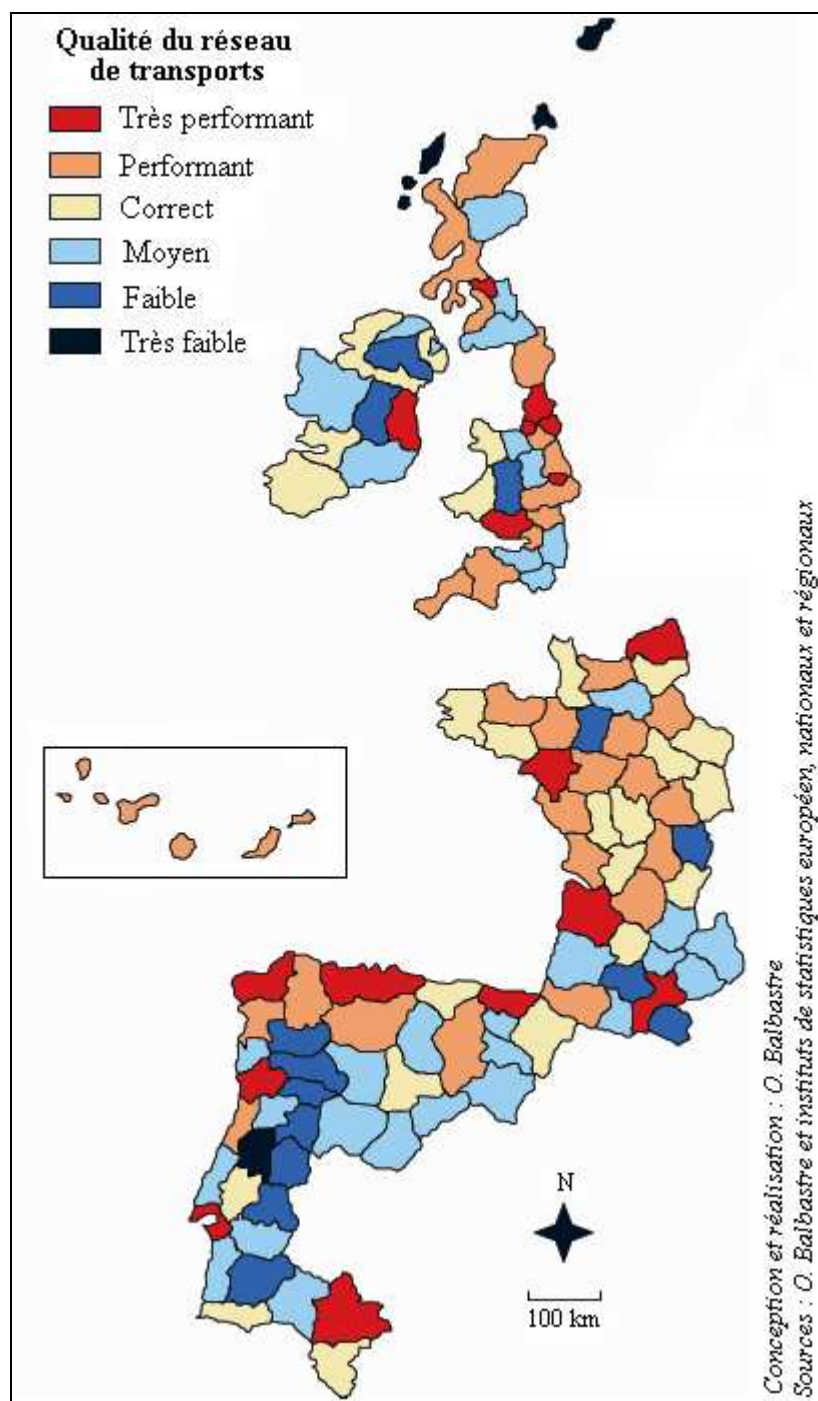 Qualité du réseau
de transports
Très performant
Performant
Correct
Moyen
Faible
Très faible
N
100 km
Conception et réalisation : O. Balbastre
Sources : O. Balbastre et instituts de statistiques européen, nationaux et régionaux